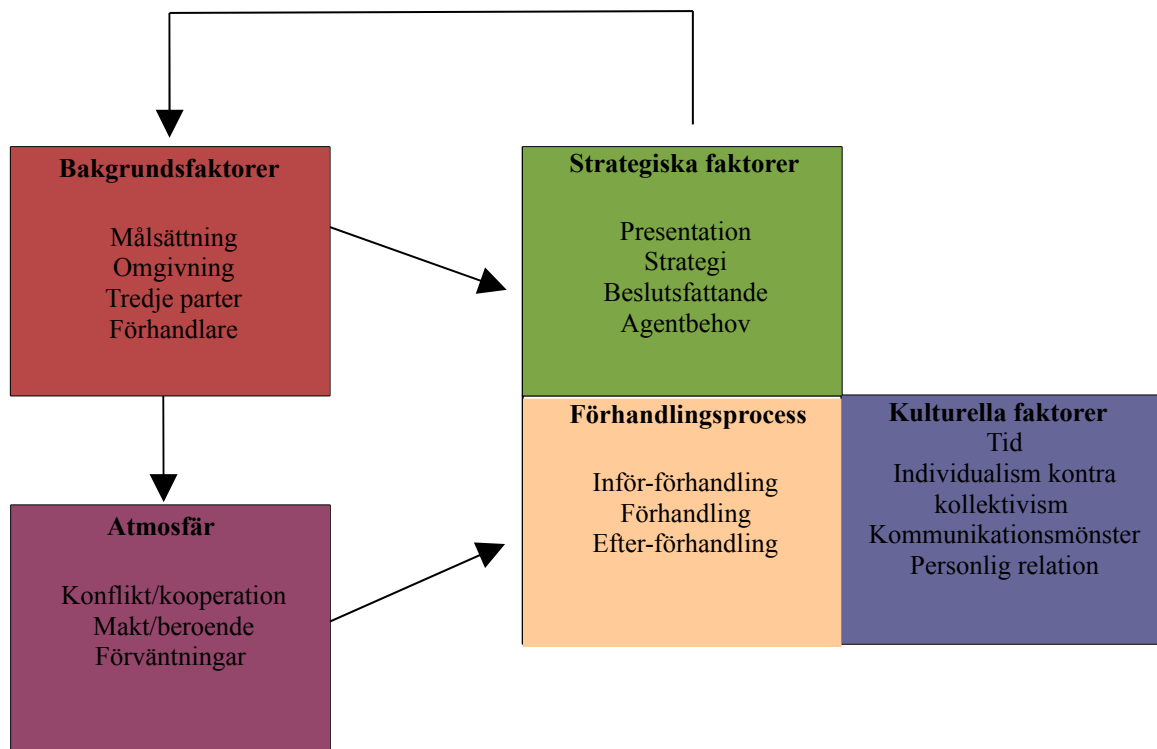 Bakgrundsfaktorer
Målsättning
Omgivning
Tredje parter
Förhandlare
Strategiska faktorer
Presentation
Strategi
Beslutsfattande
Agentbehov
Atmosfär
Konflikt/kooperation
Makt/beroende
Förväntningar
Förhandlingsprocess
Inför-förhandling
Förhandling
Efter-förhandling
Kulturella faktorer
Tid
Individualism kontra
kollektivism
Kommunikationsmönster
Personlig relation